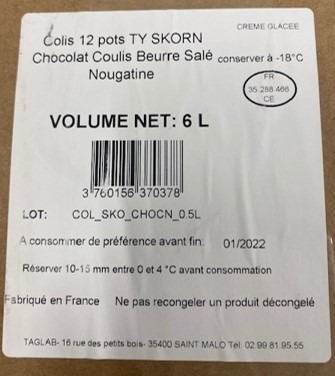 CREME GLACEE
Colis 12 pots TY SKORN
Chocolat Coulis Beurre Salé
Nougatine
conserver à -18°C
FR
35 288 466
CE
VOLUME NET: 6 L
3 760156 370378
LOT: COL_SKO_CHOCN_0.5L
A consommer de préférence avant fin 01/2022
Réserver 10-15 mm entre 0 et 4 °C avant consommation
Fabriqué en France Ne pas recongeler un produit décongelé
TAGLAB- 16 rue des petits bois- 35400 SAINT MALO Tel: 02 99 81 95 55